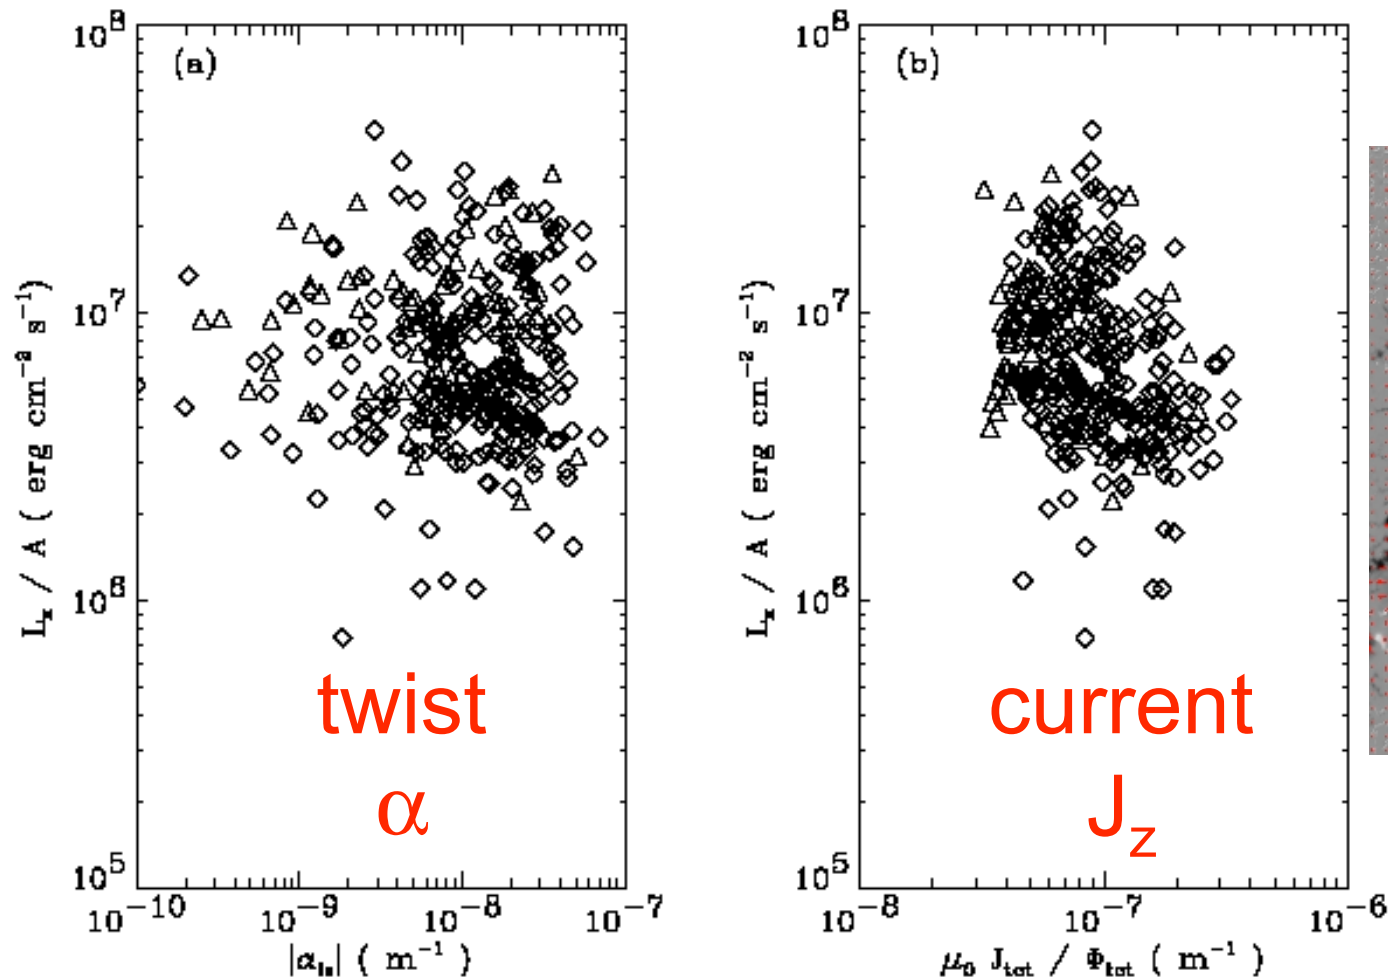 (a)
10^8
10^7
10^6
10^5
L_x / A ( erg cm^-2 s^-1)
10^-10 10^-9 10^-8 10^-7
|α_ls| ( m^-1 )
twist
α
(b)
10^8
10^7
10^6
10^5
L_x / A ( erg cm^-2 s^-1)
10^-8 10^-7 10^-6
μ_0 J_tot / Φ_tot ( m^-1 )
current
J_z